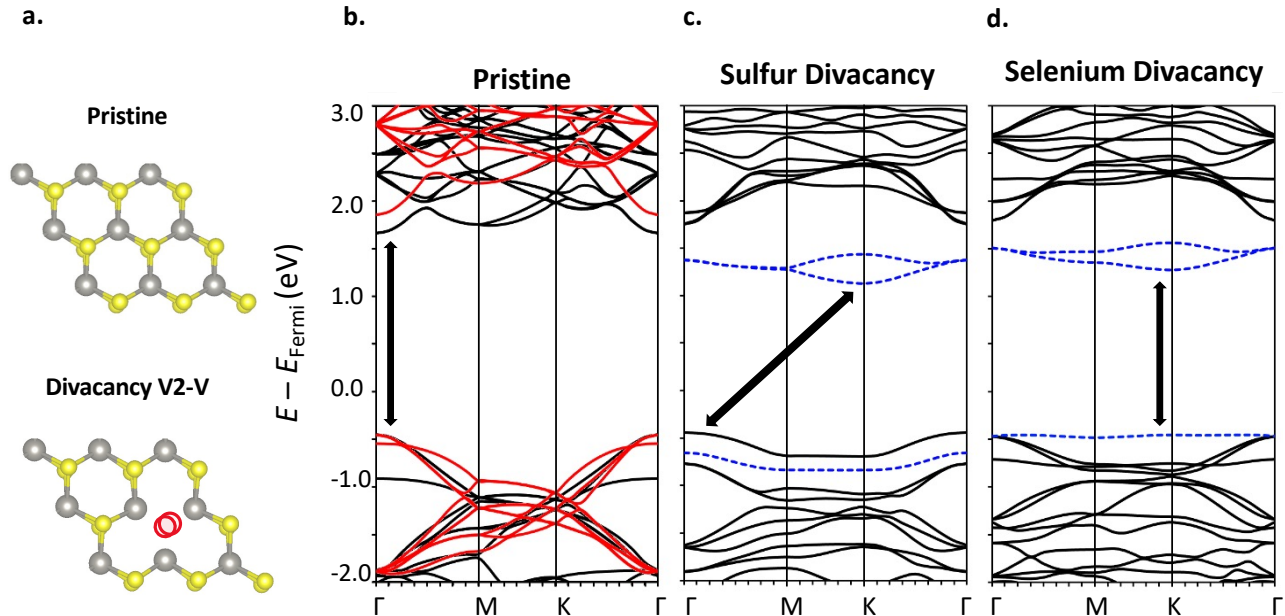 a.
b.
c.
d.
Pristine
Divacancy V2-V
Pristine
Sulfur Divacancy
Selenium Divacancy
E − E_Fermi (eV)
3.0
2.0
1.0
0.0
-1.0
-2.0
Γ M K Γ
Γ M K Γ
Γ M K Γ